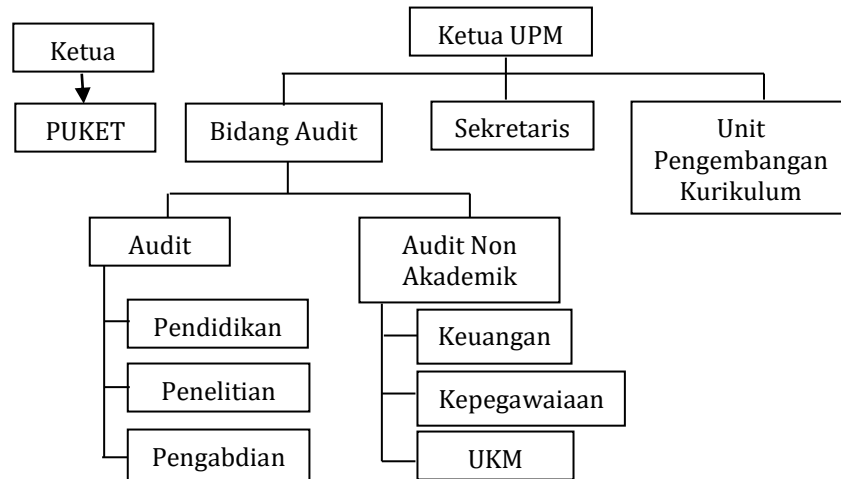 Ketua UPM
Ketua
PUKET
Bidang Audit
Sekretaris
Unit
Pengembangan
Kurikulum
Audit
Audit Non
Akademik
Pendidikan
Keuangan
Penelitian
Kepegawaiaan
Pengabdian
UKM